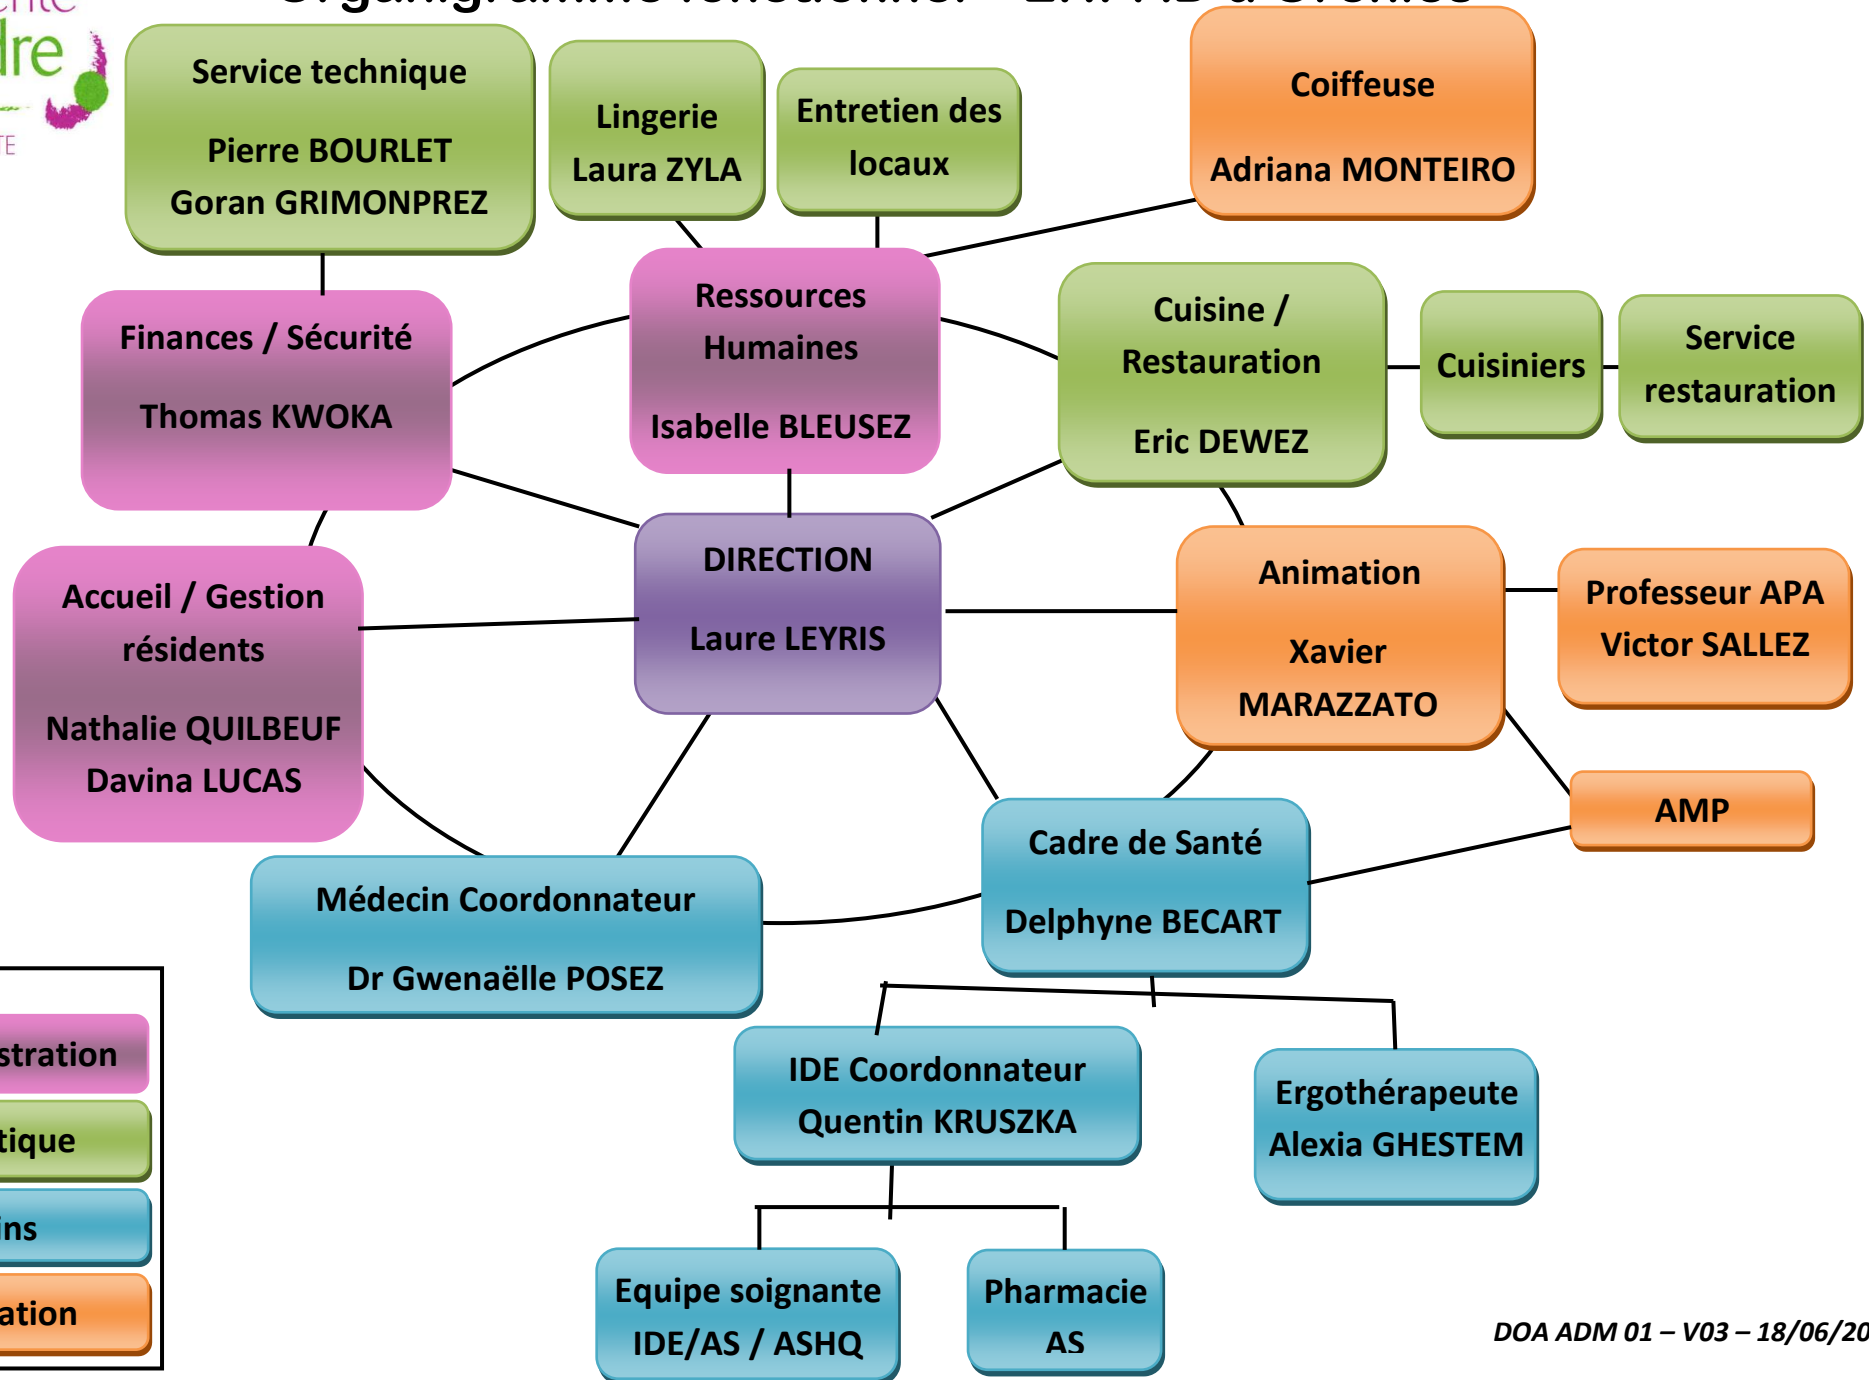 Organigramme fonctionnel - EHPAD d'
Service technique
Pierre BOURLET
Goran GRIMONPREZ
Lingerie
Laura ZYLA
Entretien des
locaux
Coiffeuse
Adriana MONTEIRO
Finances / Sécurité
Thomas KWOKA
Ressources
Humaines
Isabelle BLEUSEZ
Cuisine /
Restauration
Eric DEWEZ
Cuisiniers
Service
restauration
Accueil / Gestion
résidents
Nathalie QUILBEUF
Davina LUCAS
DIRECTION
Laure LEYRIS
Animation
Xavier
MARAZZATO
Professeur APA
Victor SALLEZ
AMP
Médecin Coordonnateur
Dr Gwenaëlle POSEZ
Cadre de Santé
Delphyne BECART
IDE Coordonnateur
Quentin KRUSZKA
Ergothérapeute
Alexia GHESTEM
Equipe soignante
IDE/AS / ASHQ
Pharmacie
AS
stration
tique
ins
ation
DOA ADM 01 – V03 – 18/06/20